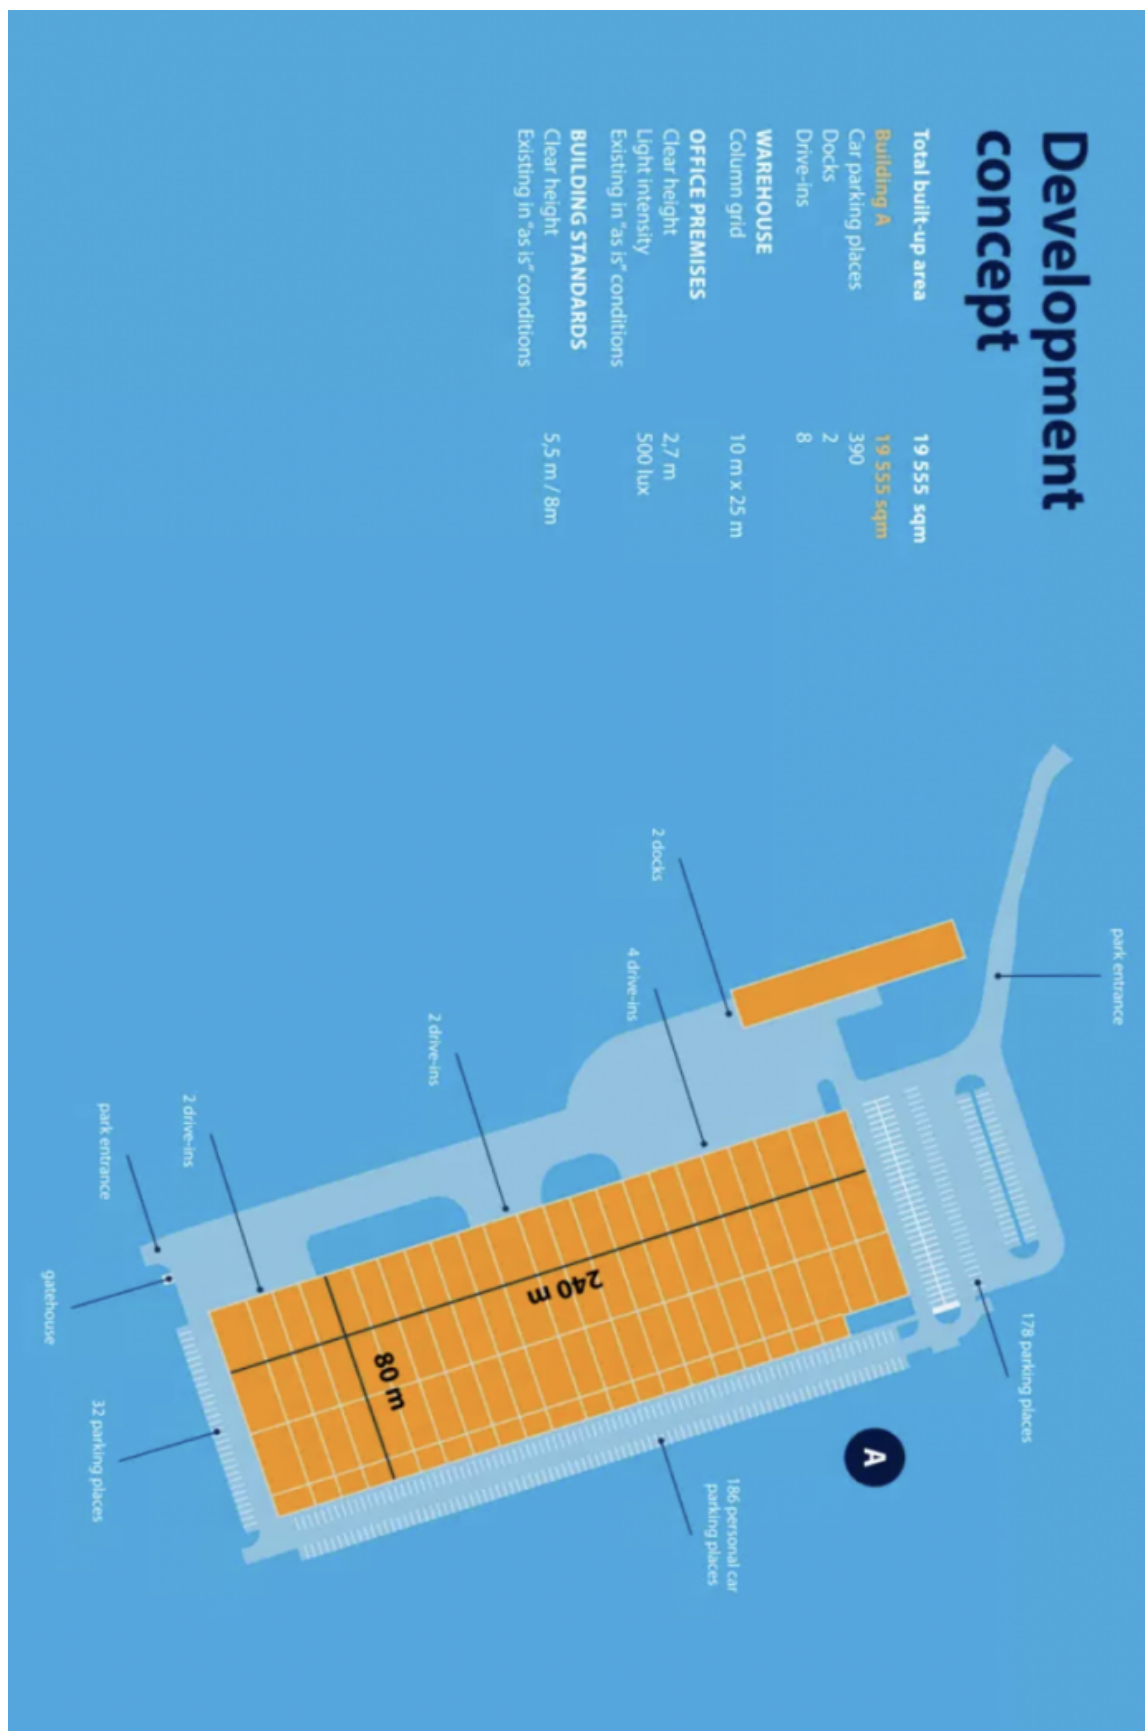 Development
concept
Total built-up area 19 555 sqm
Building A 19 555 sqm
Car parking places 390
Docks 2
Drive-ins 8
WAREHOUSE
Column grid 10 m x 25 m
OFFICE PREMISES
Clear height 2,7 m
Light intensity 500 lux
Existing in "as is" conditions
BUILDING STANDARDS
Clear height 5,5 m / 8m
Existing in "as is" conditions
park entrance
2 docks
4 drive-ins
2 drive-ins
2 drive-ins
park entrance
gatehouse
240 m
80 m
178 parking places
A
186 personal car
parking places
32 parking places